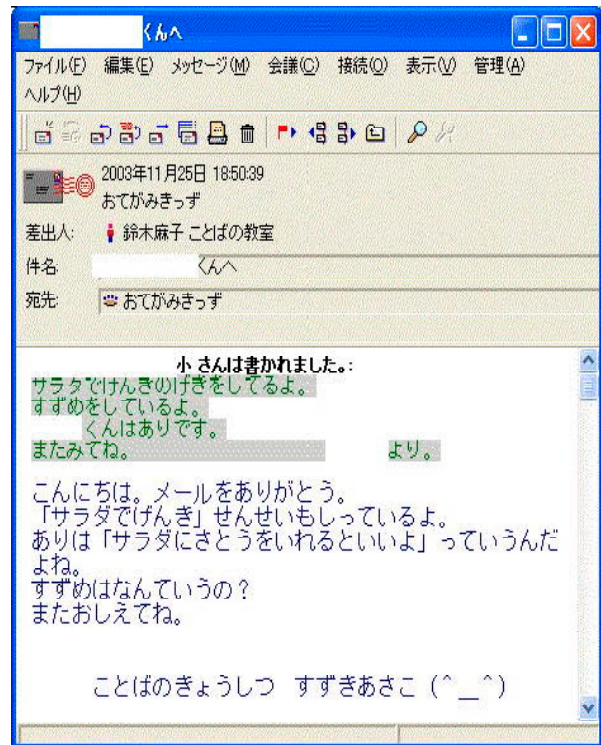 くんへ
ファイル(F) 編集(E) メッセージ(M) 会議(C) 接続(O) 表示(V) 管理(A)
ヘルプ(H)
2003年11月25日 18:50:39
おてがみきっず
差出人: 鈴木麻子 ことばの教室
件名: くんへ
宛先: おてがみきっず
小 さんは書かれました。:
サラダでけんきのげきをしてるよ。
すずめをしているよ。
くんはありです。
またみてね。 より。
こんにちは。メールをありがとう。
「サラダでげんき」せんせいもしっているよ。
ありは「サラダにさとうをいれるといいよ」っていうんだ
よね。
すずめはなんていうの?
またおしえてね。
ことばのきょうしつ すずきあさこ(^__^)